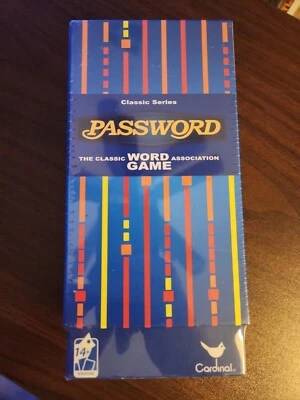 Classic Series
PASSWORD
THE CLASSIC WORD ASSOCIATION
GAME
14+
Cardinal